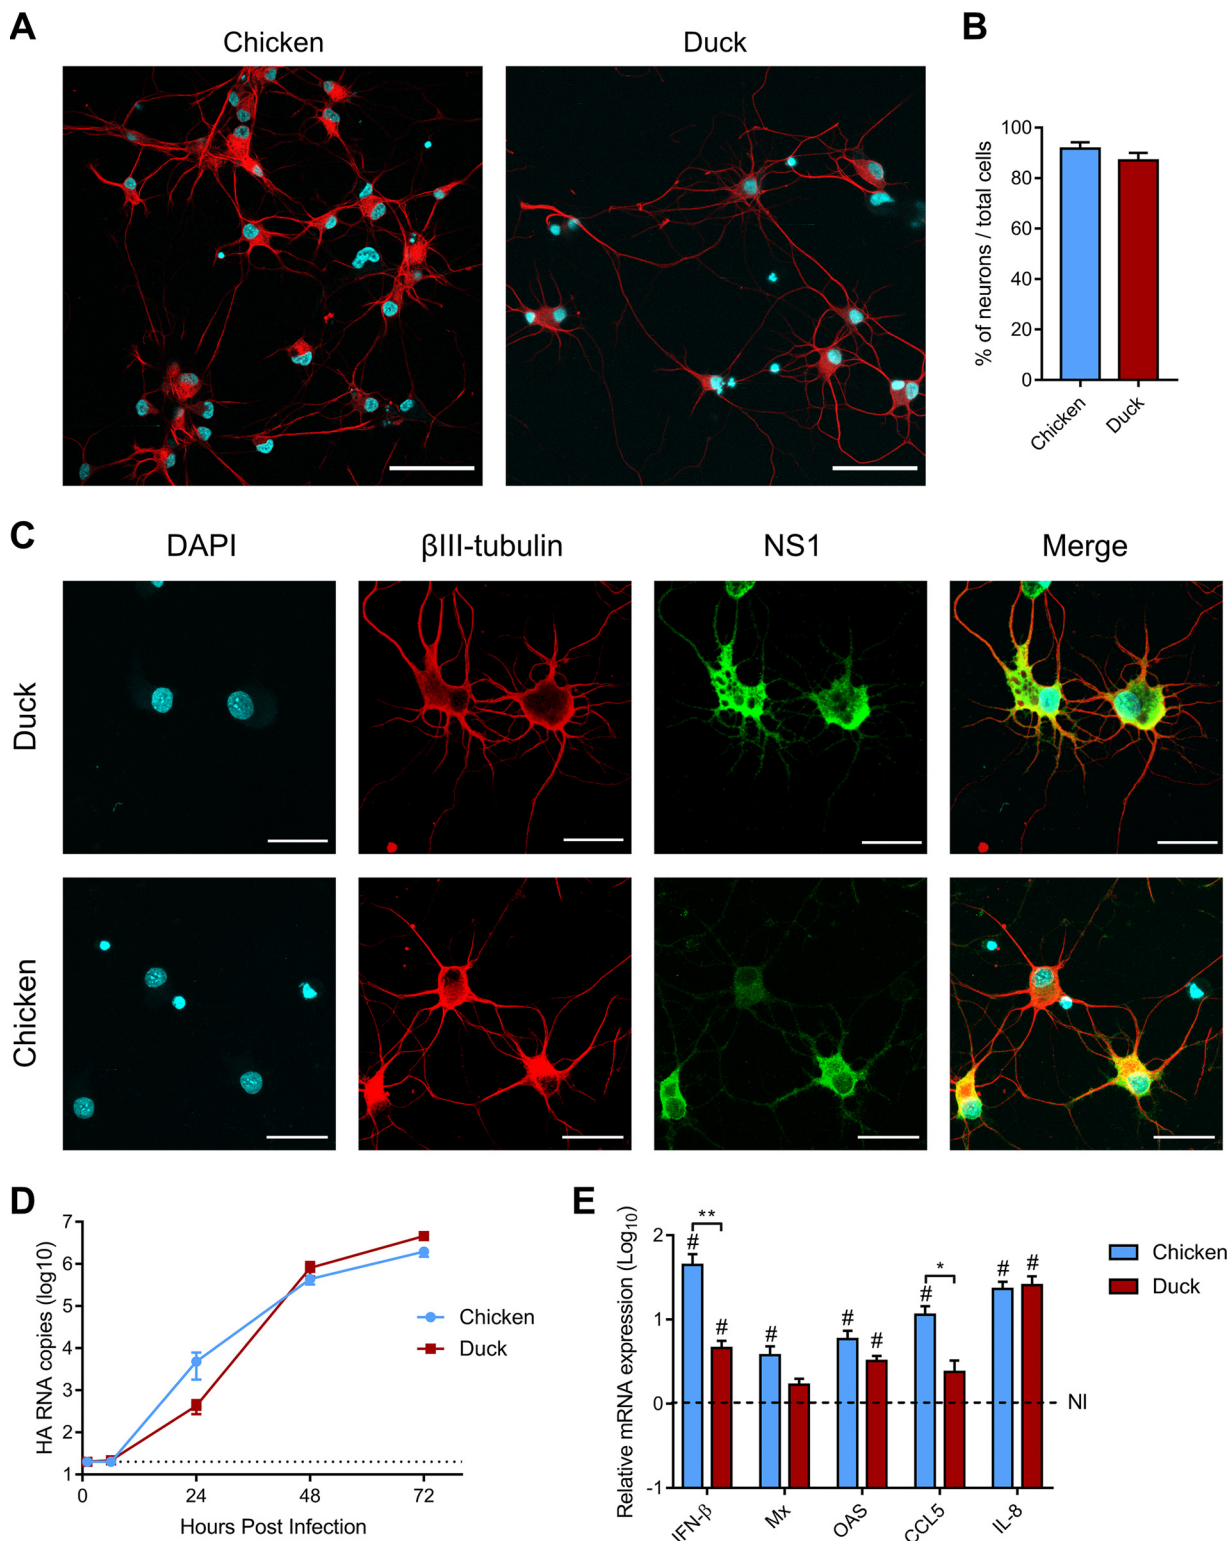 A
Chicken
Duck
B
% of neurons / total cells
100
80
60
40
20
0
Chicken
Duck
C
DAPI
βIII-tubulin
NS1
Merge
Duck
Chicken
D
HA RNA copies (log10)
7
6
5
4
3
2
1
0
24
48
72
Hours Post Infection
Chicken
Duck
E
Relative mRNA expression (Log10)
2
1
0
-1
**
*
# # # # # # # #
NI
IFN-β
Mx
OAS
CCL5
IL-8
Chicken
Duck